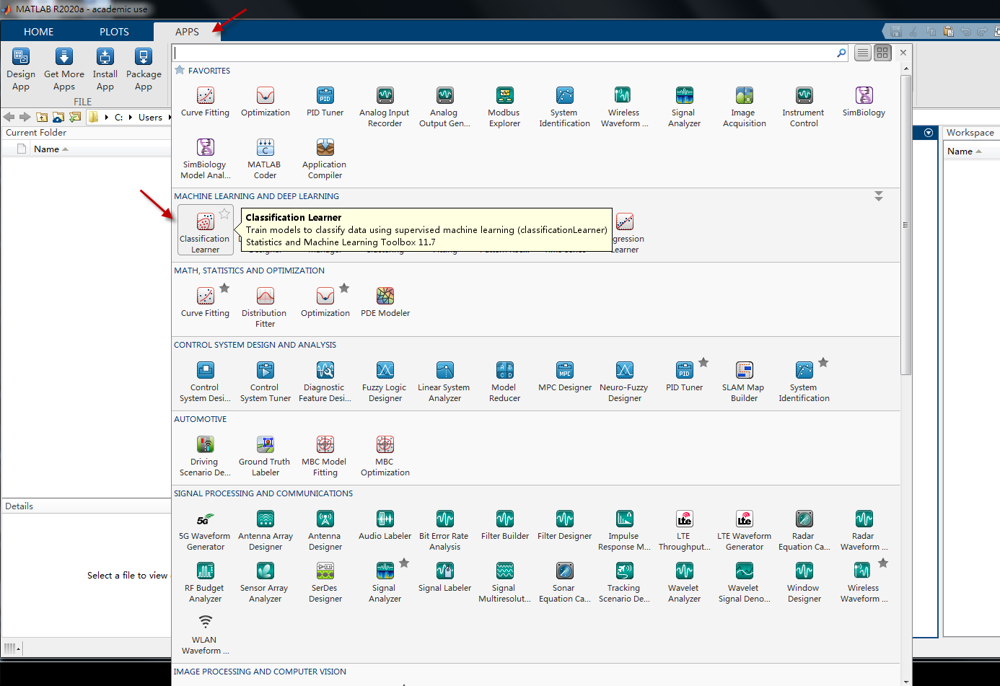 MATLAB R2020a - academic use
HOME
PLOTS
APPS
Design App
Get More Apps
Install App
Package App
FILE
C:
Users
Current Folder
Name
Details
Select a file to view
Workspace
Name
FAVORITES
Curve Fitting
Optimization
PID Tuner
Analog Input Recorder
Analog Output Gen...
Modbus Explorer
System Identification
Wireless Waveform ...
Signal Analyzer
Image Acquisition
Instrument Control
SimBiology
SimBiology Model Anal...
MATLAB Coder
Application Compiler
MACHINE LEARNING AND DEEP LEARNING
Classification Learner
Classification Learner
Train models to classify data using supervised machine learning (classificationLearner)
Statistics and Machine Learning Toolbox 11.7
gression
Learner
MATH, STATISTICS AND OPTIMIZATION
Curve Fitting
Distribution Fitter
Optimization
PDE Modeler
CONTROL SYSTEM DESIGN AND ANALYSIS
Control System Desi...
Control System Tuner
Diagnostic Feature Desi...
Fuzzy Logic Designer
Linear System Analyzer
Model Reducer
MPC Designer
Neuro-Fuzzy Designer
PID Tuner
SLAM Map Builder
System Identification
AUTOMOTIVE
Driving Scenario De...
Ground Truth Labeler
MBC Model Fitting
MBC Optimization
SIGNAL PROCESSING AND COMMUNICATIONS
5G Waveform Generator
Antenna Array Designer
Antenna Designer
Audio Labeler
Bit Error Rate Analysis
Filter Builder
Filter Designer
Impulse Response M...
LTE Throughput...
LTE Waveform Generator
Radar Equation Ca...
Radar Waveform ...
RF Budget Analyzer
Sensor Array Analyzer
SerDes Designer
Signal Analyzer
Signal Labeler
Signal Multiresolut...
Sonar Equation Ca...
Tracking Scenario De...
Wavelet Analyzer
Wavelet Signal Deno...
Window Designer
Wireless Waveform ...
WLAN Waveform ...
IMAGE PROCESSING AND COMPUTER VISION